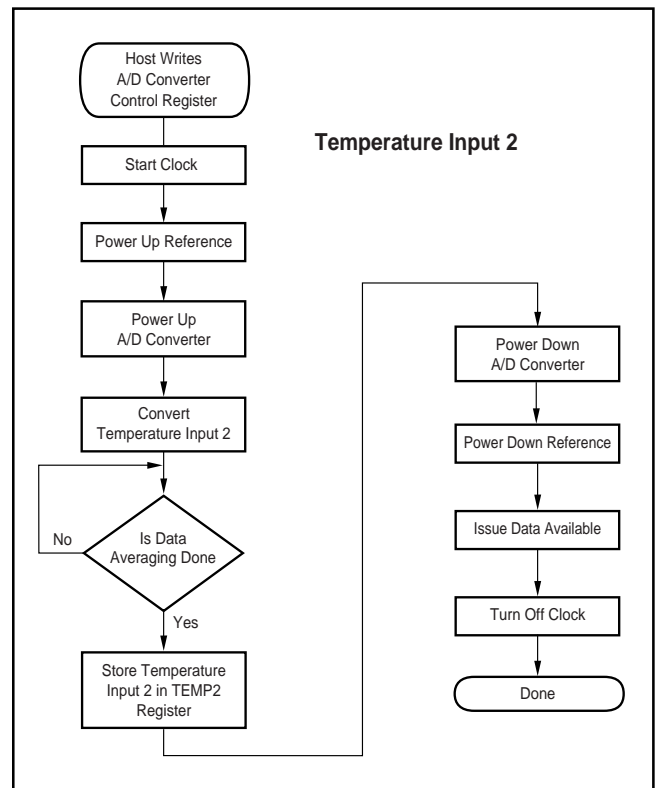 Host Writes
A/D Converter
Control Register
Temperature Input 2
Start Clock
Power Up Reference
Power Up
A/D Converter
Convert
Temperature Input 2
Is Data
Averaging Done
No
Yes
Store Temperature
Input 2 in TEMP2
Register
Power Down
A/D Converter
Power Down Reference
Issue Data Available
Turn Off Clock
Done